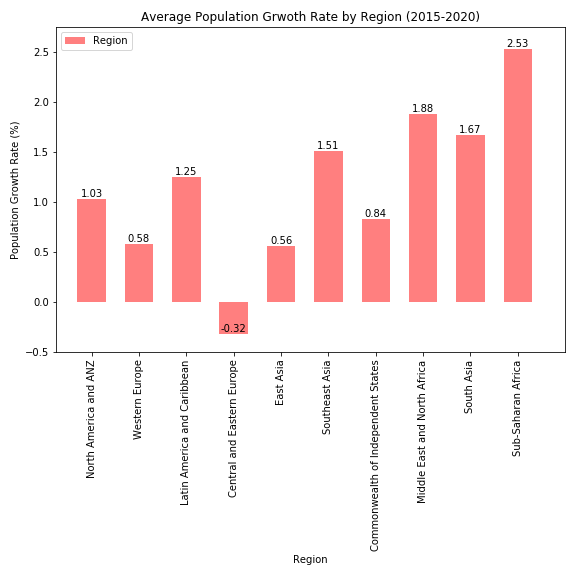 Average Population Grwoth Rate by Region (2015-2020)
Region
Population Growth Rate (%)
2.5
2.0
1.5
1.0
0.5
0.0
−0.5
1.03
0.58
1.25
-0.32
0.56
1.51
0.84
1.88
1.67
2.53
North America and ANZ
Western Europe
Latin America and Caribbean
Central and Eastern Europe
East Asia
Southeast Asia
Commonwealth of Independent States
Middle East and North Africa
South Asia
Sub-Saharan Africa
Region